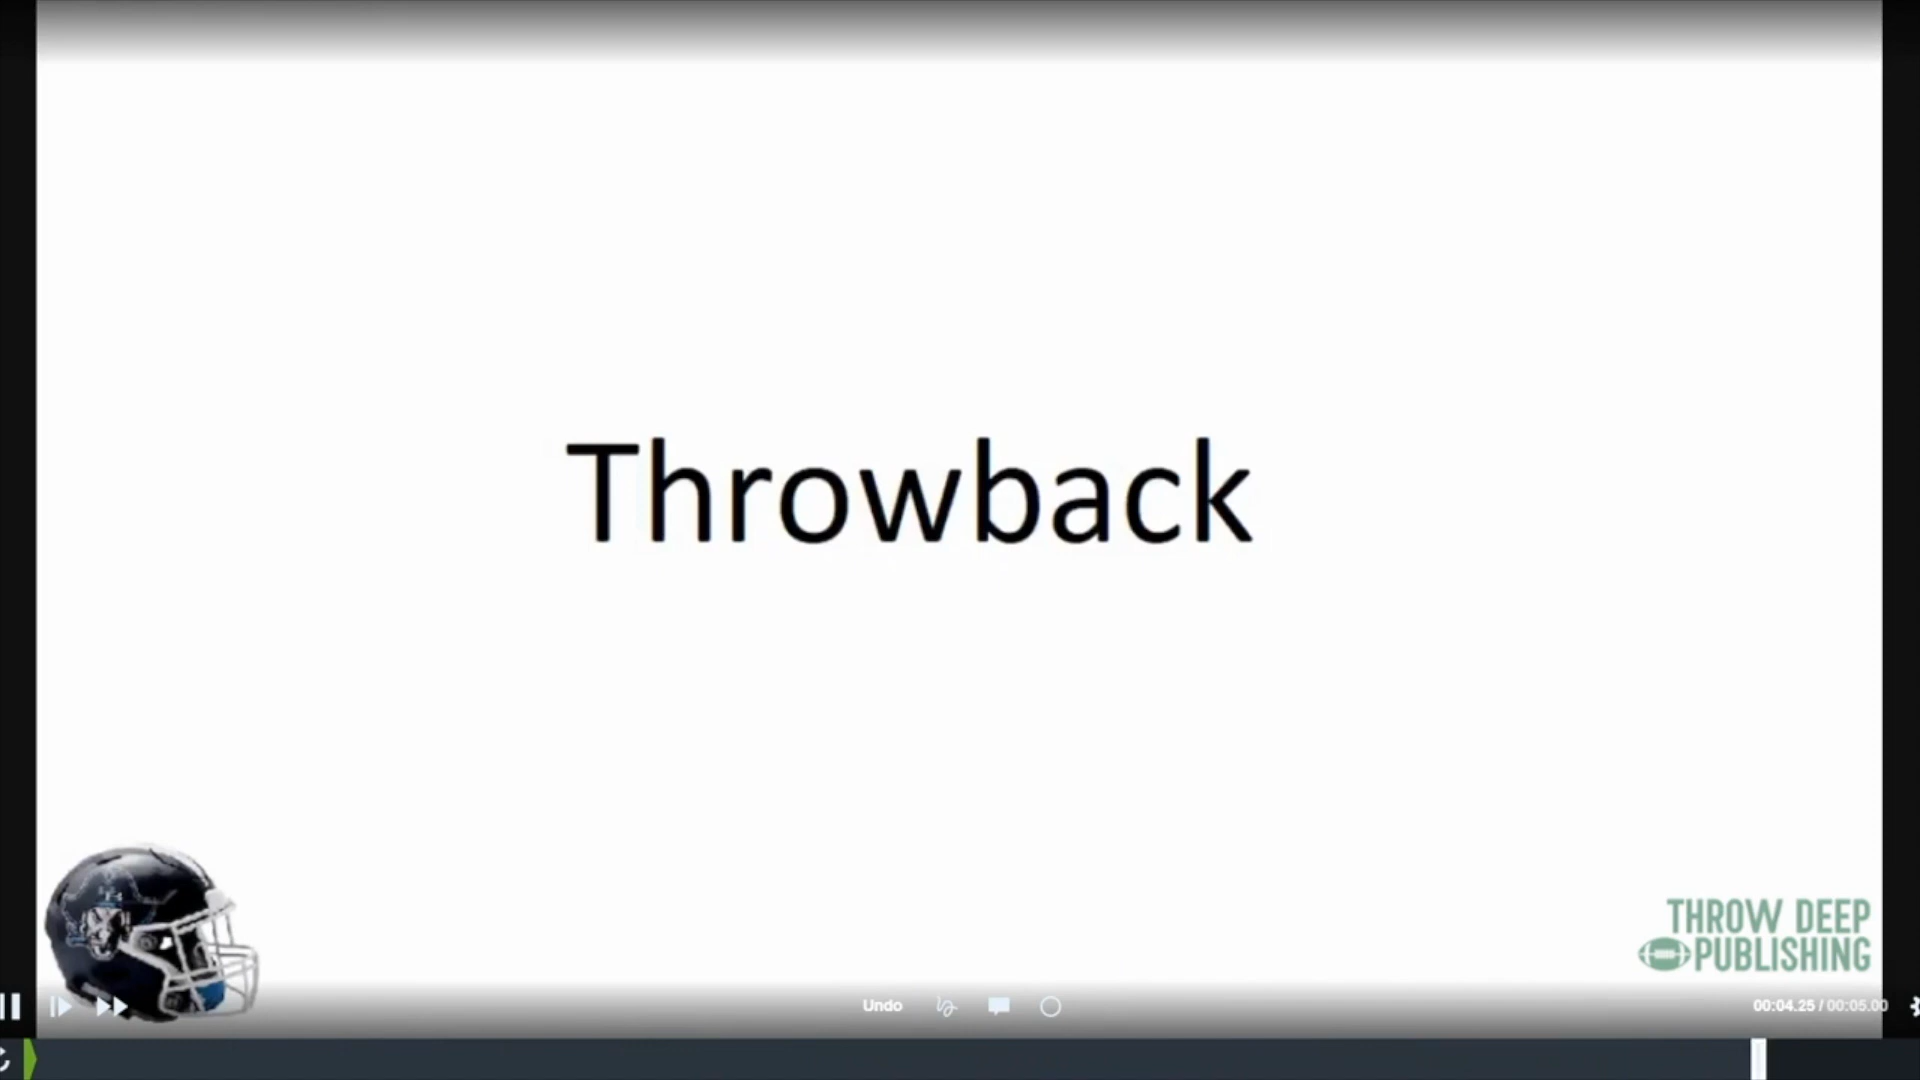 Throwback
THROW DEEP
PUBLISHING
Undo
00:04.25 / 00:05.00